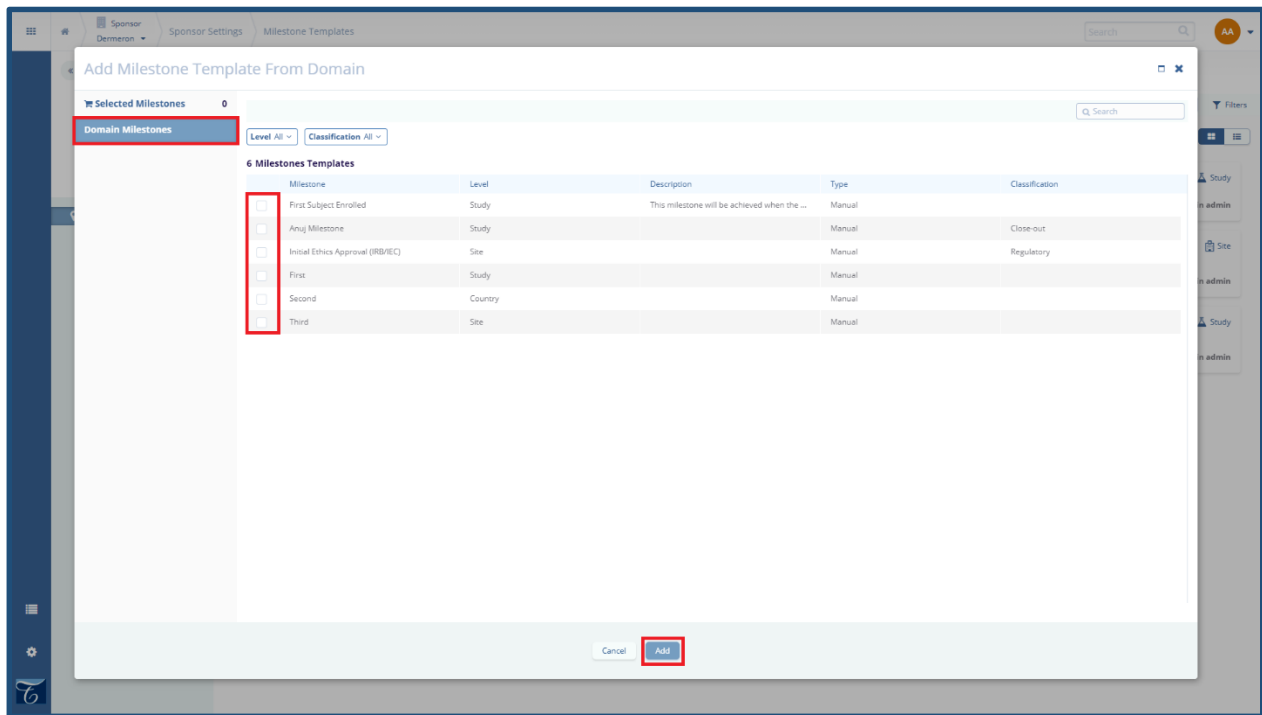 Sponsor
Dermeron
Sponsor Settings
Milestone Templates
Search
AA
Add Milestone Template From Domain
Selected Milestones 0
Search
Filters
Domain Milestones
Level All
Classification All
6 Milestones Templates
Milestone Level Description Type Classification
First Subject Enrolled Study This milestone will be achieved when the ... Manual
Anuj Milestone Study Manual Close-out
Initial Ethics Approval (IRB/IEC) Site Manual Regulatory
First Study Manual
Second Country Manual
Third Site Manual
Study
n admin
Site
n admin
Study
n admin
Cancel
Add